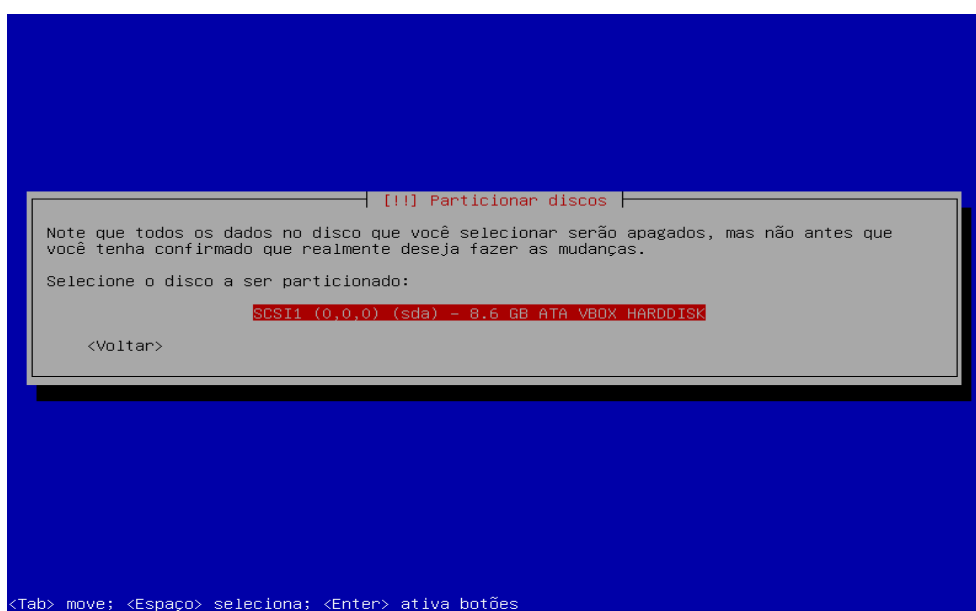 [!!] Particionar discos
Note que todos os dados no disco que você selecionar serão apagados, mas não antes que
você tenha confirmado que realmente deseja fazer as mudanças.
Selecione o disco a ser particionado:
SCSI1 (0,0,0) (sda) – 8.6 GB ATA VBOX HARDDISK
<Voltar>
<Tab> move; <Espaço> seleciona; <Enter> ativa botões